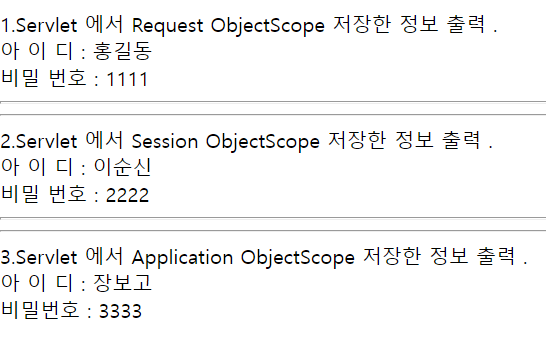 1.Servlet 에서 Request ObjectScope 저장한 정보 출력 .
아 이 디 : 홍길동
비밀 번호 : 1111
2.Servlet 에서 Session ObjectScope 저장한 정보 출력 .
아 이 디 : 이순신
비밀 번호 : 2222
3.Servlet 에서 Application ObjectScope 저장한 정보 출력 .
아 이 디 : 장보고
비밀번호 : 3333